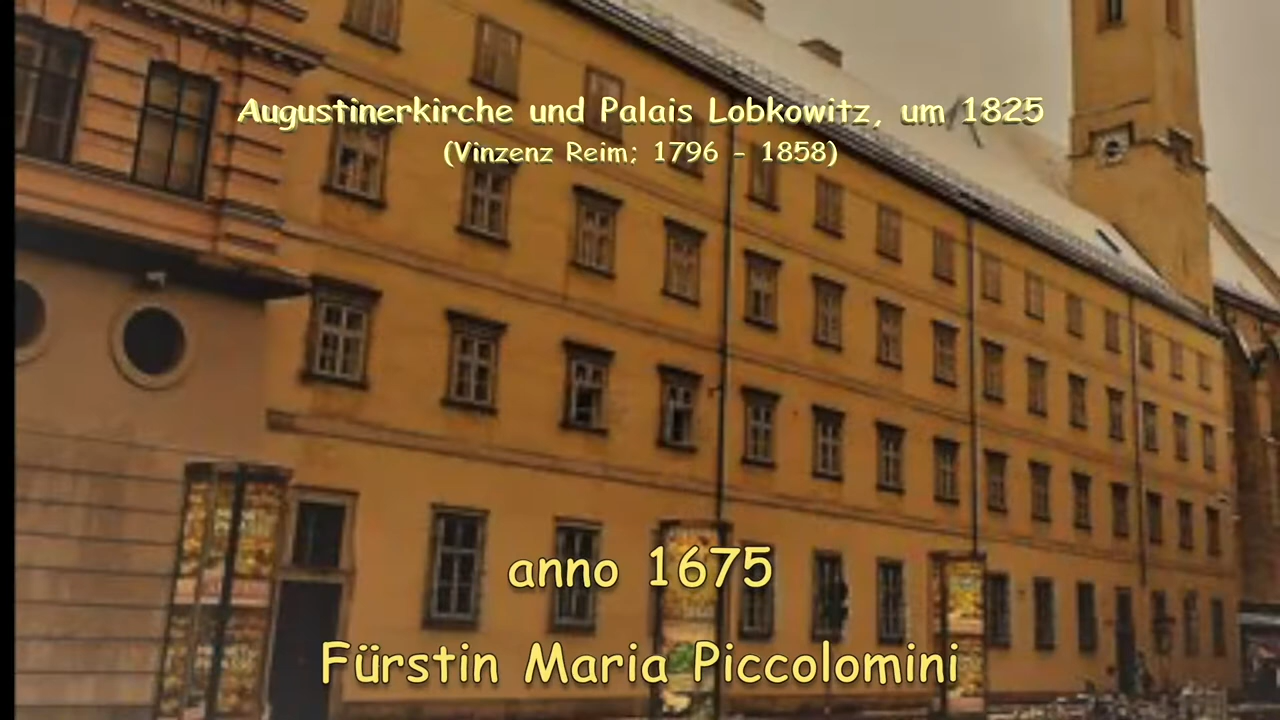 Augustinerkirche und Palais Lobkowitz, um 1825
(Vinzenz Reim; 1796 - 1858)
anno 1675
Fürstin Maria Piccolomini